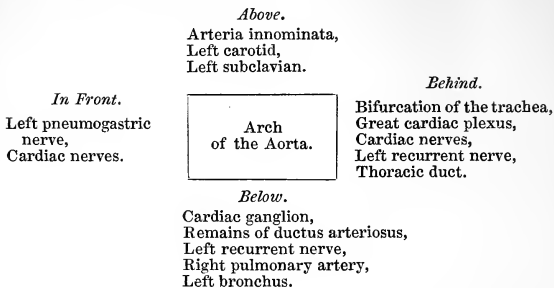 Above.
Arteria innominata,
Left carotid,
Left subclavian.
In Front.
Left pneumogastric
nerve,
Cardiac nerves.
Arch
of the Aorta.
Behind.
Bifurcation of the trachea,
Great cardiac plexus,
Cardiac nerves,
Left recurrent nerve,
Thoracic duct.
Below.
Cardiac ganglion,
Remains of ductus arteriosus,
Left recurrent nerve,
Right pulmonary artery,
Left bronchus.